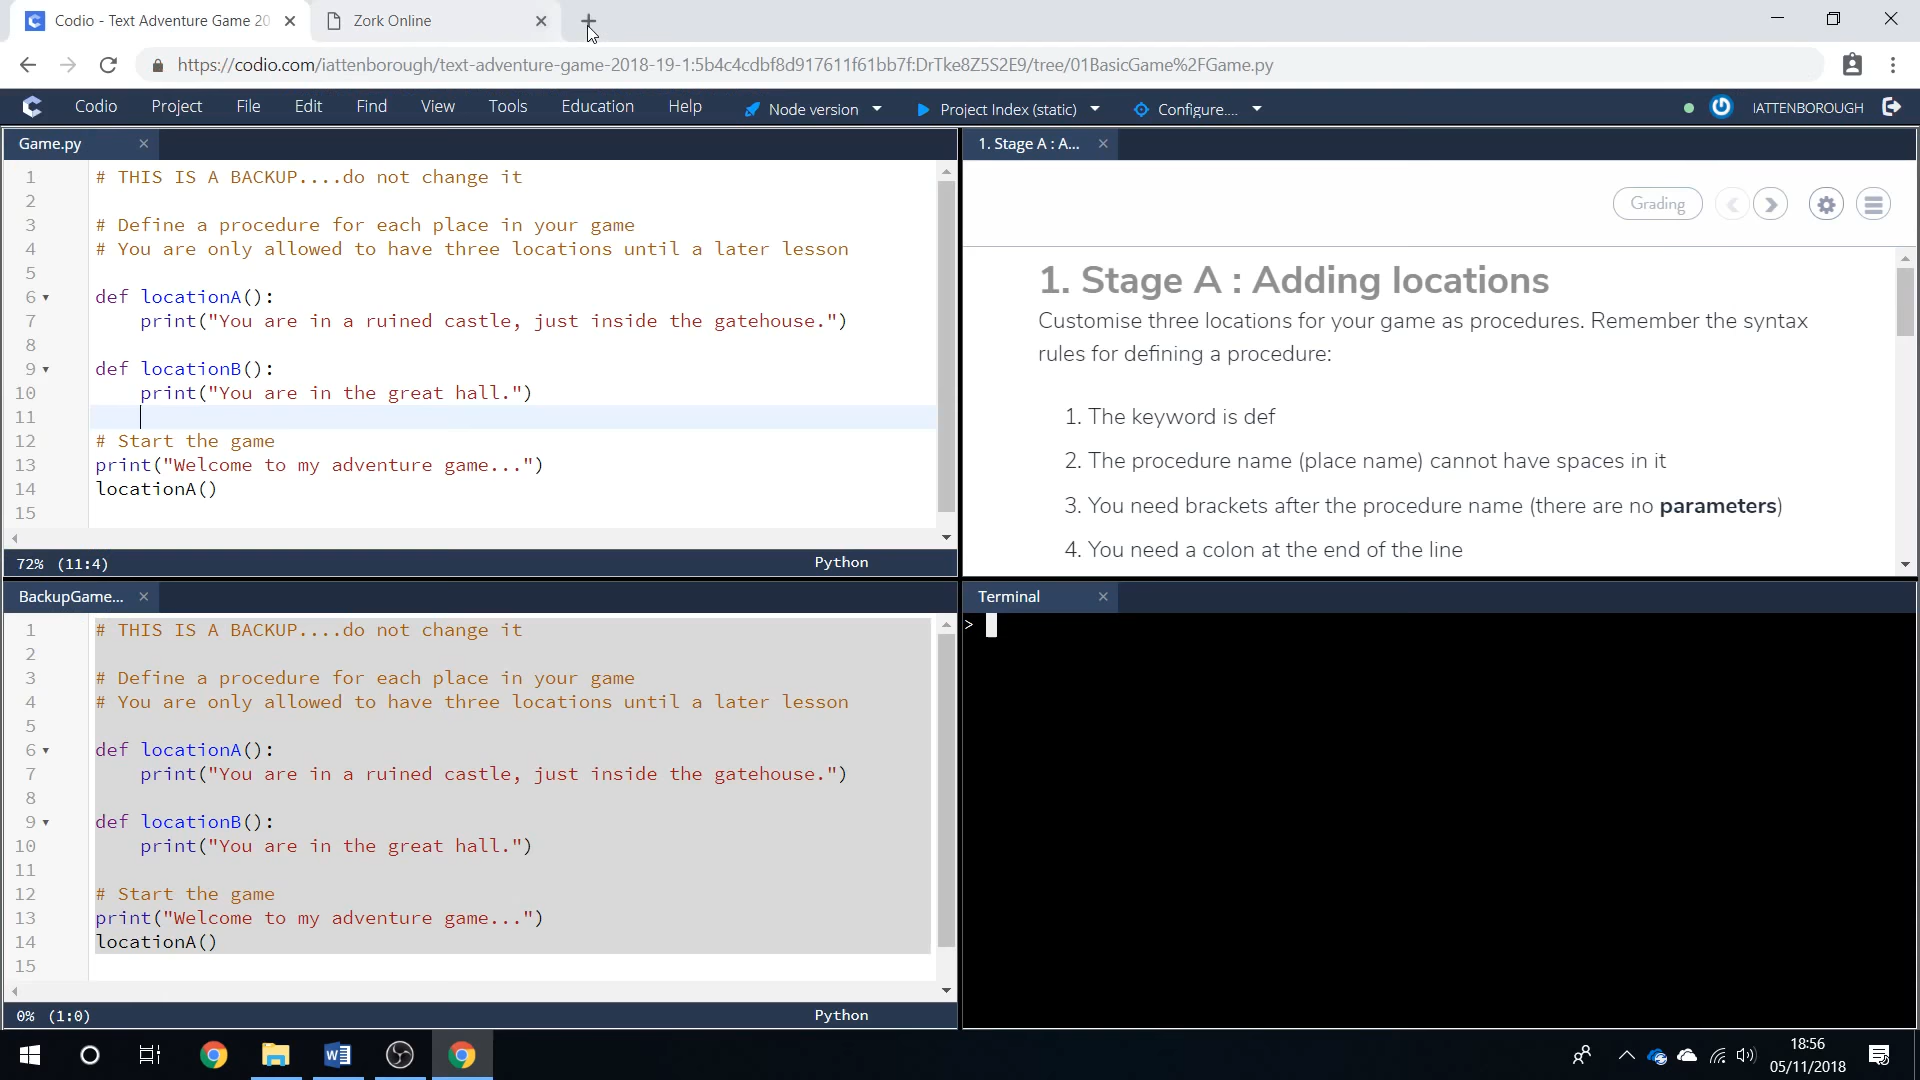 Codio - Text Adventure Game 20
Zork Online
https://codio.com/iattenborough/text-adventure-game-2018-19-1:5b4c4cdbf8d917611f61bb7f:DrTke8Z5S2E9/tree/01BasicGame%2FGame.py
Codio Project File Edit Find View Tools Education Help Node version Project Index (static) Configure.... IATTENBOROUGH
Game.py
1 # THIS IS A BACKUP....do not change it
2
3 # Define a procedure for each place in your game
4 # You are only allowed to have three locations until a later lesson
5
6 def locationA():
7 print("You are in a ruined castle, just inside the gatehouse.")
8
9 def locationB():
10 print("You are in the great hall.")
11
12 # Start the game
13 print("Welcome to my adventure game...")
14 locationA()
15
72% (11:4) Python
1. Stage A : A...
Grading
1. Stage A : Adding locations
Customise three locations for your game as procedures. Remember the syntax
rules for defining a procedure:
1. The keyword is def
2. The procedure name (place name) cannot have spaces in it
3. You need brackets after the procedure name (there are no parameters)
4. You need a colon at the end of the line
BackupGame...
1 # THIS IS A BACKUP....do not change it
2
3 # Define a procedure for each place in your game
4 # You are only allowed to have three locations until a later lesson
5
6 def locationA():
7 print("You are in a ruined castle, just inside the gatehouse.")
8
9 def locationB():
10 print("You are in the great hall.")
11
12 # Start the game
13 print("Welcome to my adventure game...")
14 locationA()
15
0% (1:0) Python
Terminal
>
18:56
05/11/2018